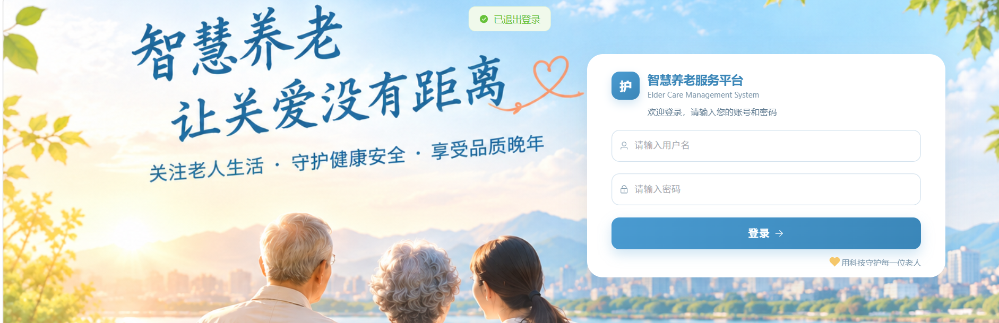 已退出登录
智慧养老
让关爱没有距离
关注老人生活 · 守护健康安全 · 享受品质晚年
护
智慧养老服务平台
Elder Care Management System
欢迎登录，请输入您的账号和密码
请输入用户名
请输入密码
登录 →
用科技守护每一位老人